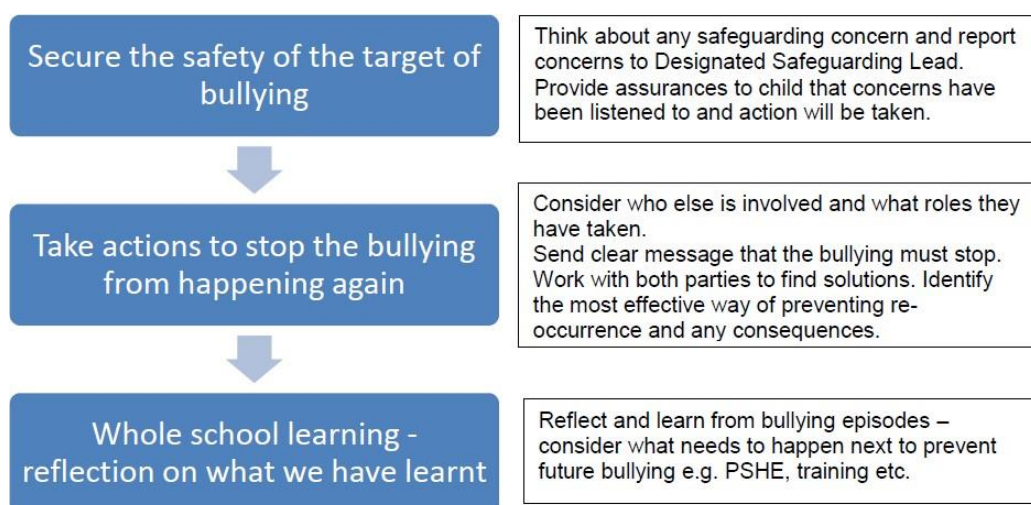 Secure the safety of the target of
bullying
Think about any safeguarding concern and report
concerns to Designated Safeguarding Lead.
Provide assurances to child that concerns have
been listened to and action will be taken.
Take actions to stop the bullying
from happening again
Consider who else is involved and what roles they
have taken.
Send clear message that the bullying must stop.
Work with both parties to find solutions. Identify
the most effective way of preventing re-
occurrence and any consequences.
Whole school learning -
reflection on what we have learnt
Reflect and learn from bullying episodes –
consider what needs to happen next to prevent
future bullying e.g. PSHE, training etc.